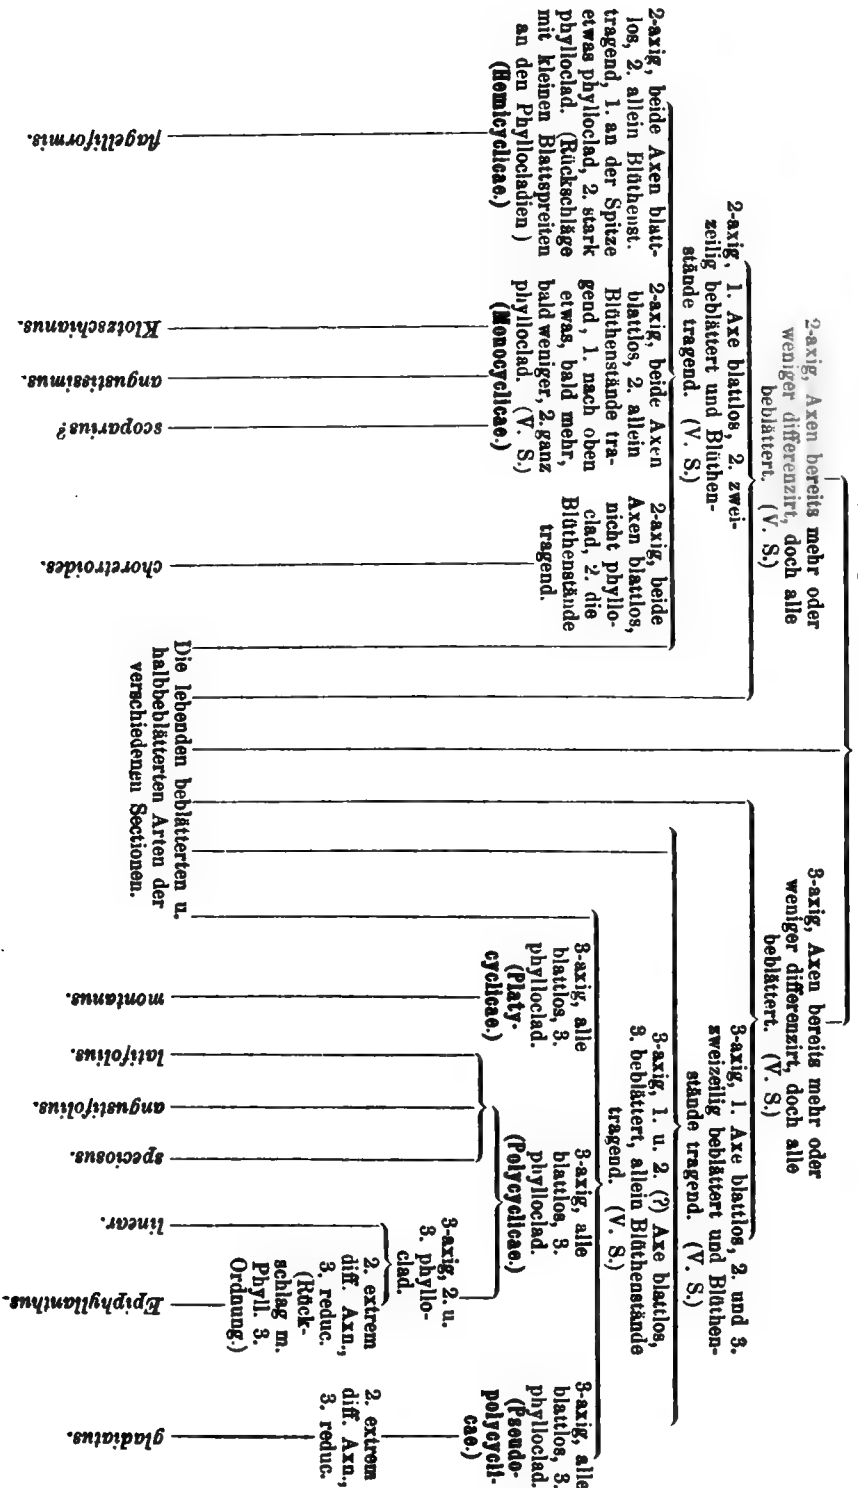 2-axig, Axen bereits mehr oder
weniger differenzirt, doch alle
beblättert. (V. S.)
3-axig, Axen bereits mehr oder
weniger differenzirt, doch alle
beblättert. (V. S.)
2-axig, 1. Axe blattlos, 2. zwei-
zeilig beblättert und Blüthen-
stände tragend. (V. S.)
3-axig, 1. Axe blattlos, 2. und 3.
zweizeilig beblättert und Blüthen-
stände tragend. (V. S.)
3-axig, 1. u. 2. (?) Axe blattlos,
3. beblättert, allein Blüthenstände
tragend. (V. S.)
2-axig, beide Axen blatt-
los, 2. allein Blüthenst.
tragend, 1. an der Spitze
etwas phylloclad, 2. stark
phylloclad. (Rückschläge
mit kleinen Blattspreiten
an den Phyllocladien)
(Hemicyclicae.)
2-axig, beide Axen
blattlos, 2. allein
Blüthenstände tra-
gend, 1. nach oben
etwas, bald mehr,
bald weniger, 2. ganz
phylloclad. (V. S.)
(Monocyclicae.)
2-axig, beide
Axen blattlos,
nicht phyllo-
clad, 2. die
Blüthenstände
tragend.
3-axig, alle
blattlos, 3.
phylloclad.
(Platy-
cyclicae.)
3-axig, alle
blattlos, 3.
phylloclad.
(Polycyclicae.)
3-axig, alle
blattlos, 3.
phylloclad.
(Pseudo-
polycycli-
cae.)
3-axig, 2. u.
3. phyllo-
clad.
2. extrem
diff. Axn.,
3. reduc.
(Rück-
schlag m.
Phyll. 3.
Ordnung.)
2. extrem
diff. Axn.,
3. reduc.
Die lebenden beblätterten u.
halbbeblätterten Arten der
verschiedenen Sectionen.
flagelliformis.
Klotzschianus.
angustissimus.
scoparius?
choretroides.
montanus.
latifolius.
angustifolius.
speciosus.
linear.
Epiphyllanthus.
gladiatus.